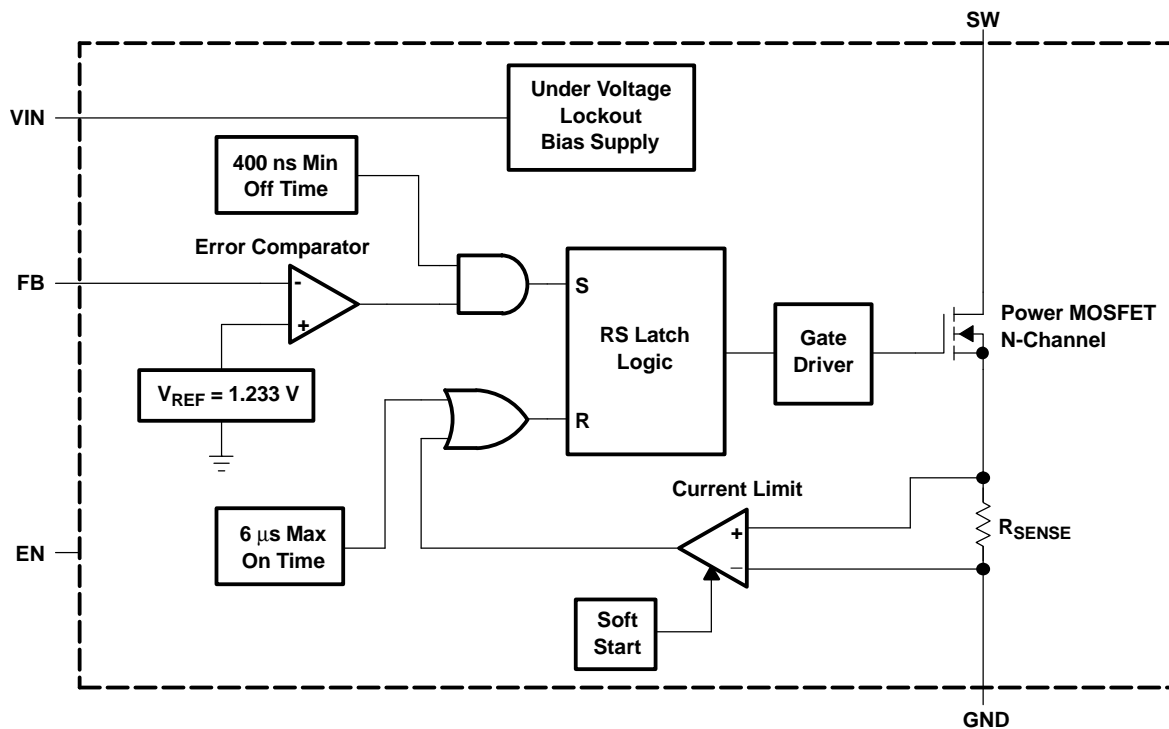 SW
VIN
Under Voltage
Lockout
Bias Supply
400 ns Min
Off Time
Error Comparator
FB
-
+
S
RS Latch
Logic
R
Gate
Driver
Power MOSFET
N-Channel
VREF = 1.233 V
Current Limit
+
–
6 μs Max
On Time
EN
RSENSE
Soft
Start
GND